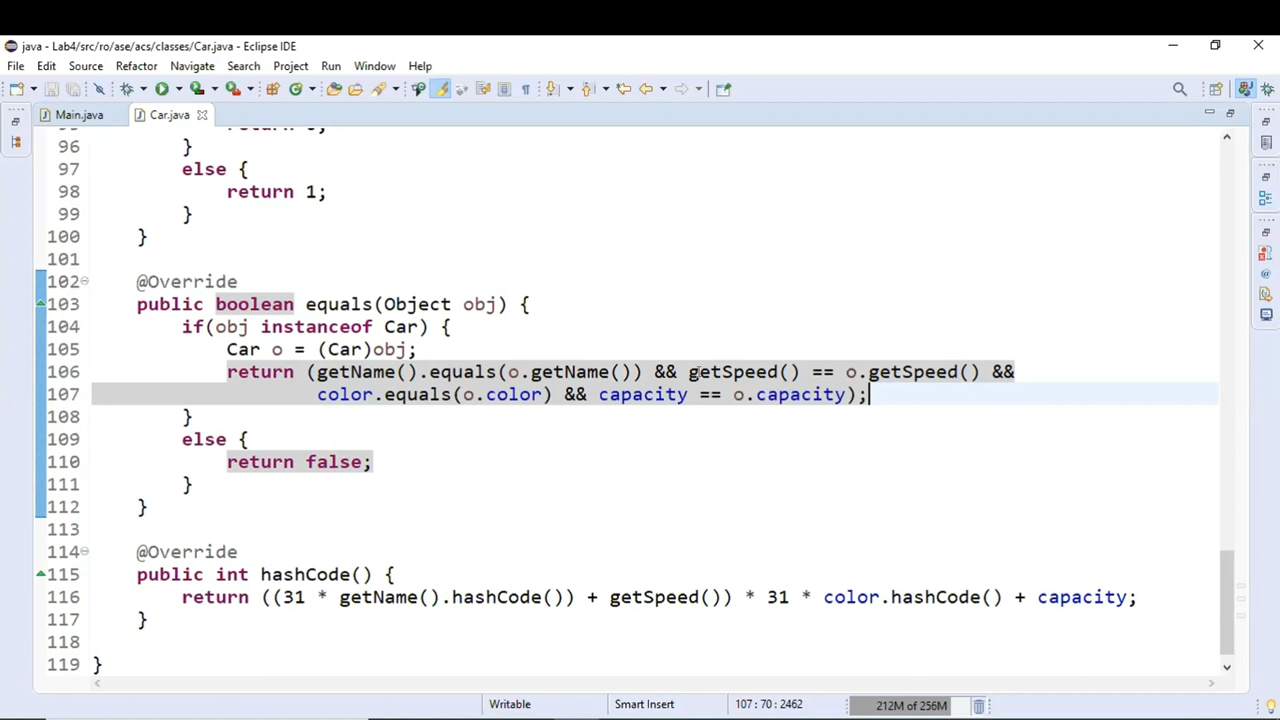 java - Lab4/src/ro/ase/acs/classes/Car.java - Eclipse IDE
File Edit Source Refactor Navigate Search Project Run Window Help
Main.java Car.java
96 }
97 else {
98 return 1;
99 }
100 }
101
102 @Override
103 public boolean equals(Object obj) {
104 if(obj instanceof Car) {
105 Car o = (Car)obj;
106 return (getName().equals(o.getName()) && getSpeed() == o.getSpeed() &&
107 color.equals(o.color) && capacity == o.capacity);
108 }
109 else {
110 return false;
111 }
112 }
113
114 @Override
115 public int hashCode() {
116 return ((31 * getName().hashCode()) + getSpeed()) * 31 * color.hashCode() + capacity;
117 }
118
119 }
Writable Smart Insert 107 : 70 : 2462 212M of 256M